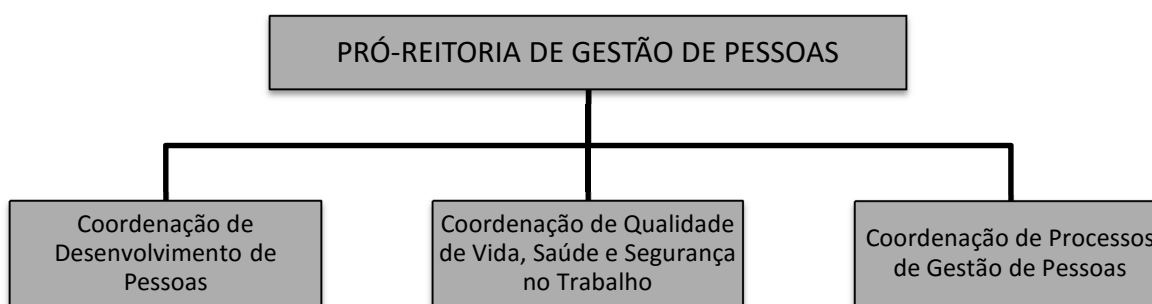 PRÓ-REITORIA DE GESTÃO DE PESSOAS
Coordenação de
Desenvolvimento de
Pessoas
Coordenação de Qualidade
de Vida, Saúde e Segurança
no Trabalho
Coordenação de Processos
de Gestão de Pessoas